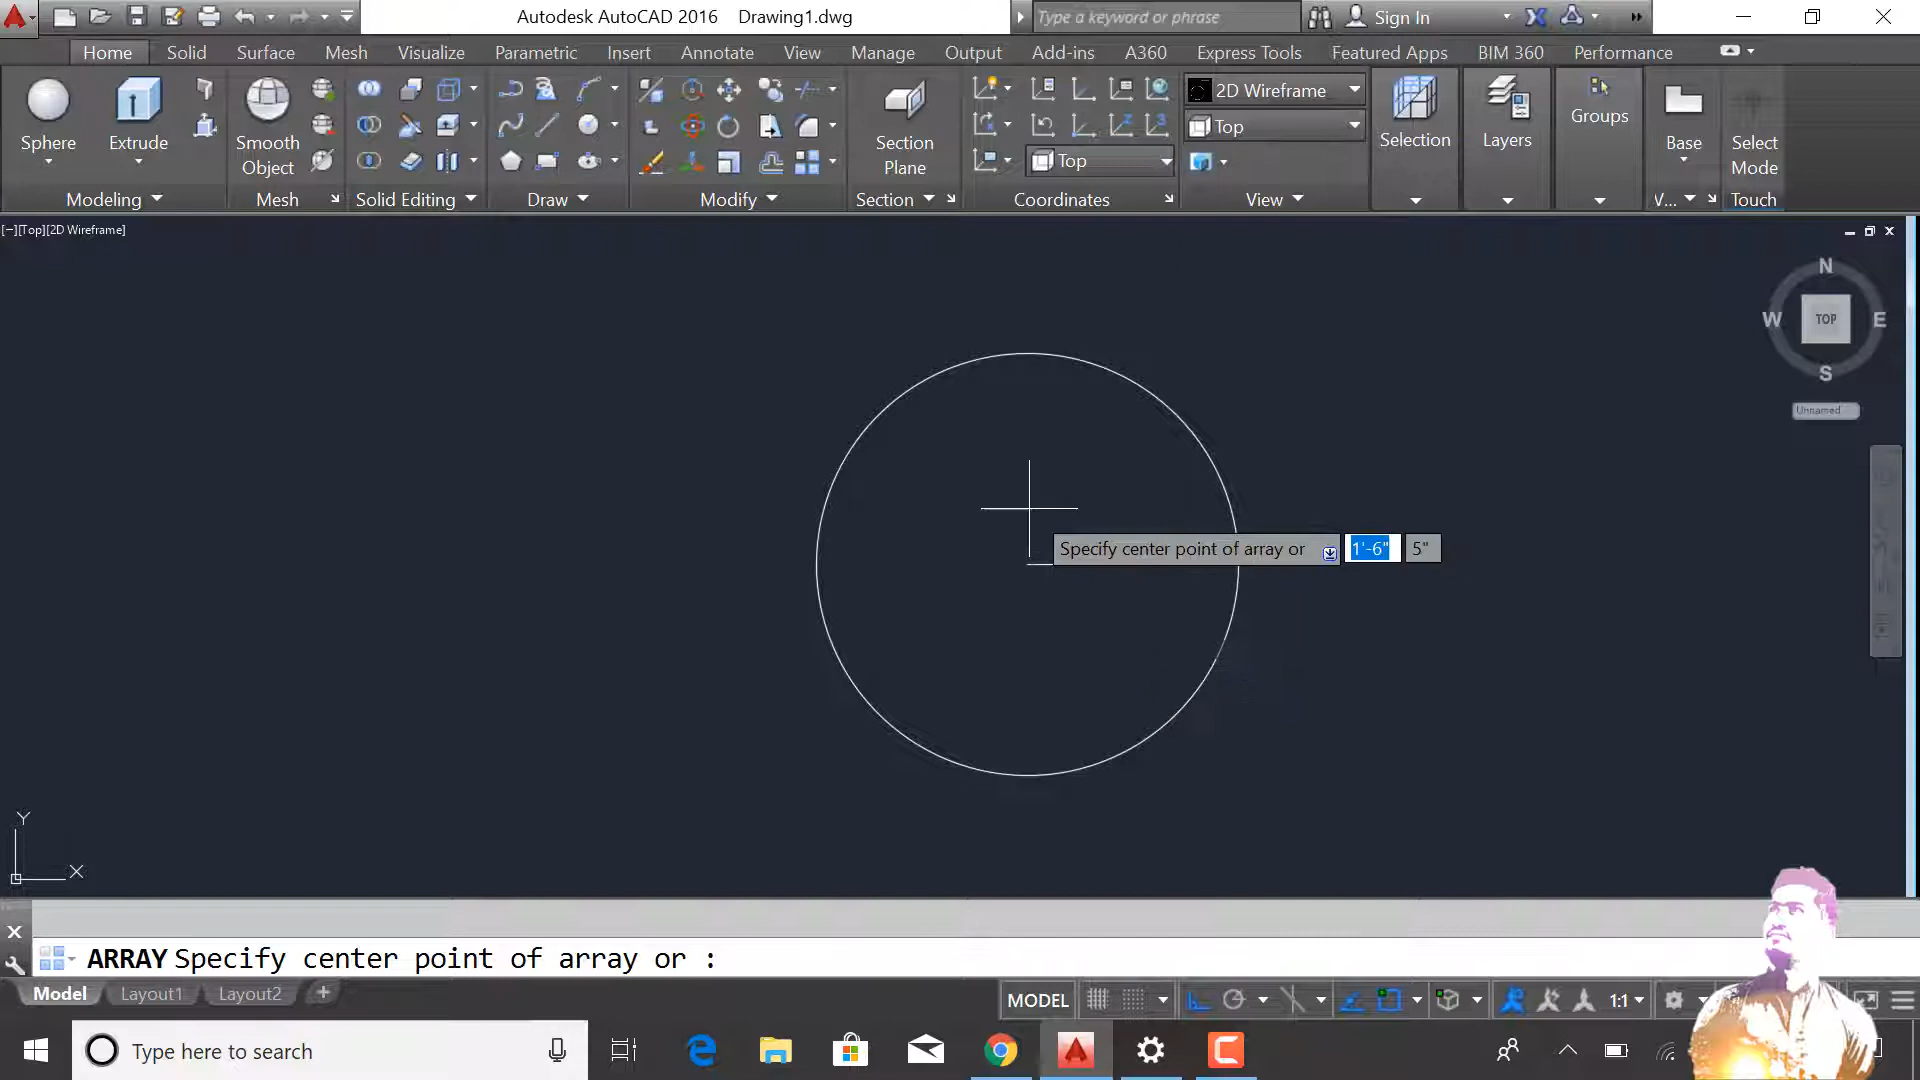 Autodesk AutoCAD 2016 Drawing1.dwg
Type a keyword or phrase
Sign In
Home Solid Surface Mesh Visualize Parametric Insert Annotate View Manage Output Add-ins A360 Express Tools Featured Apps BIM 360 Performance
Sphere
Extrude
Smooth
Object
Section
Plane
2D Wireframe
Top
Top
Selection
Layers
Groups
Base
Select
Mode
Modeling
Mesh
Solid Editing
Draw
Modify
Section
Coordinates
View
V...
Touch
[−][Top][2D Wireframe]
N
W
TOP
E
S
Unnamed
Specify center point of array or
1'-6"
5"
Y
X
ARRAY Specify center point of array or :
Model
Layout1
Layout2
MODEL
1:1
Type here to search